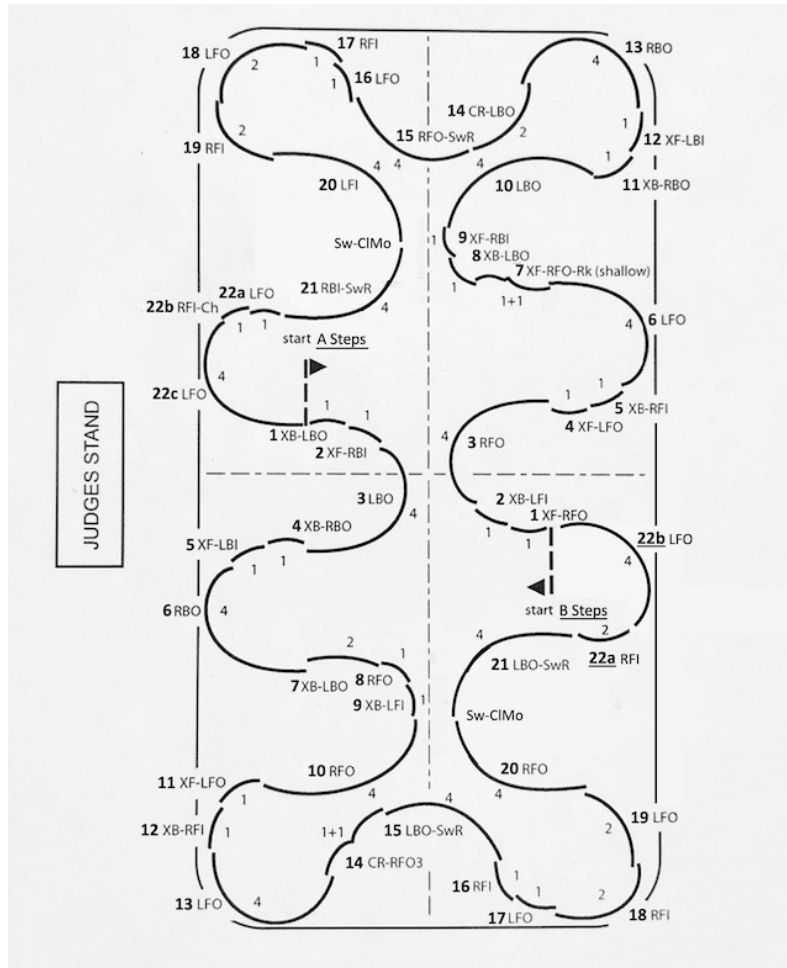 17 RFI
18 LFO
2
1
16 LFO
1
13 RBO
4
14 CR-LBO
15 RFO-SwR
2
12 XF-LBI
1
1
11 XB-RBO
19 RFI
2
20 LFI
4
4
4
10 LBO
Sw-ClMo
1
9 XF-RBI
8 XB-LBO
7 XF-RFO-Rk (shallow)
1
1+1
21 RBI-SwR
4
22a LFO
22b RFI-Ch
1
1
6 LFO
4
start A Steps
22c LFO
4
1
1
5 XB-RFI
1
4 XF-LFO
1 XB-LBO
1
2 XF-RBI
4
3 RFO
JUDGES STAND
3 LBO
4
2 XB-LFI
1 XF-RFO
1
1
4 XB-RBO
5 XF-LBI
1
1
22b LFO
4
start B Steps
6 RBO
4
2
1
7 XB-LBO
8 RFO
9 XB-LFI
1
4
2
21 LBO-SwR
22a RFI
Sw-ClMo
10 RFO
4
20 RFO
4
11 XF-LFO
1
12 XB-RFI
1
4
15 LBO-SwR
1+1
14 CR-RFO3
19 LFO
2
13 LFO
4
16 RFI
1
1
17 LFO
2
18 RFI